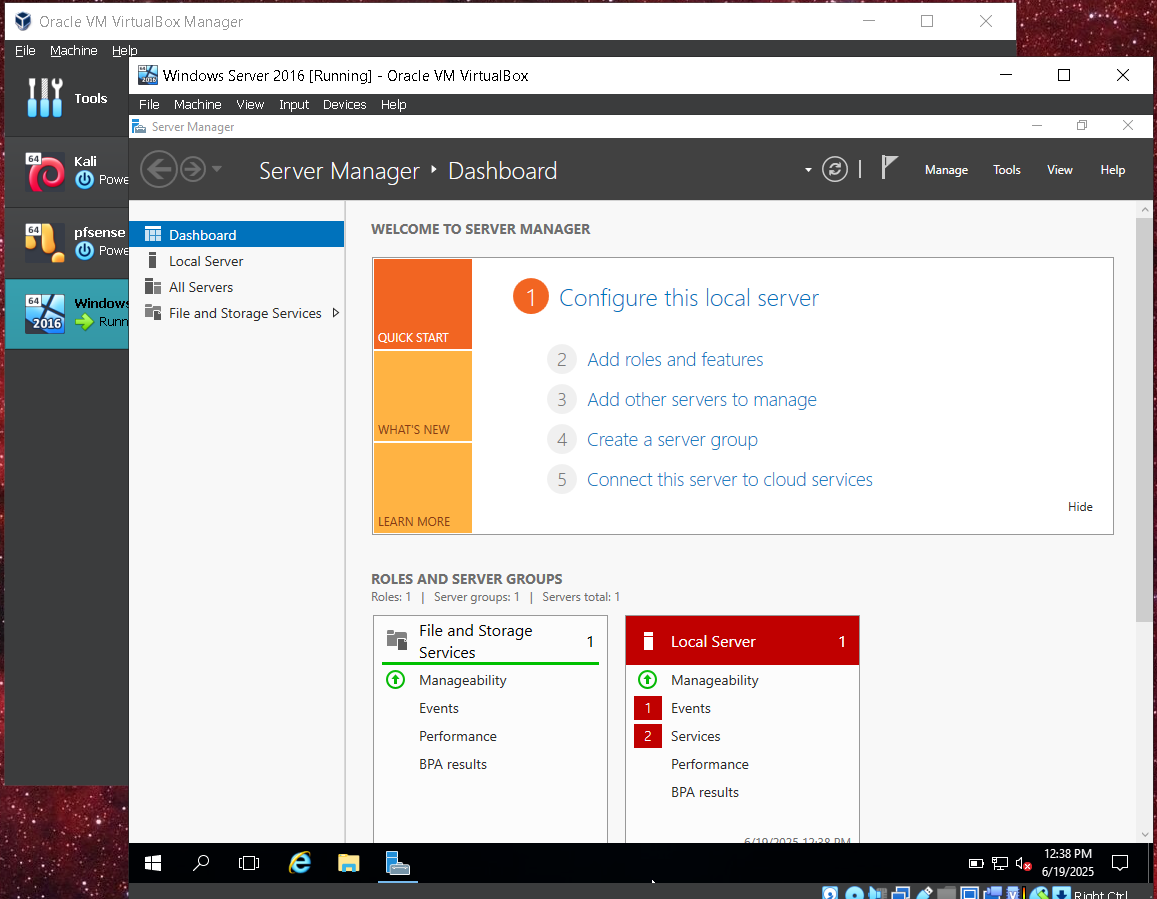 Oracle VM VirtualBox Manager
File Machine Help
Windows Server 2016 [Running] - Oracle VM VirtualBox
File Machine View Input Devices Help
Server Manager
Tools
64
Kali
Powe
64
pfsense
Powe
64
2016
Windows
Runn
Server Manager Dashboard
Manage Tools View Help
Dashboard
Local Server
All Servers
File and Storage Services
WELCOME TO SERVER MANAGER
QUICK START
WHAT'S NEW
LEARN MORE
1 Configure this local server
2 Add roles and features
3 Add other servers to manage
4 Create a server group
5 Connect this server to cloud services
Hide
ROLES AND SERVER GROUPS
Roles: 1 | Server groups: 1 | Servers total: 1
File and Storage
Services
1
Manageability
Events
Performance
BPA results
Local Server 1
Manageability
1 Events
2 Services
Performance
BPA results
6/19/2025 12:38 PM
12:38 PM
6/19/2025
Right Ctrl